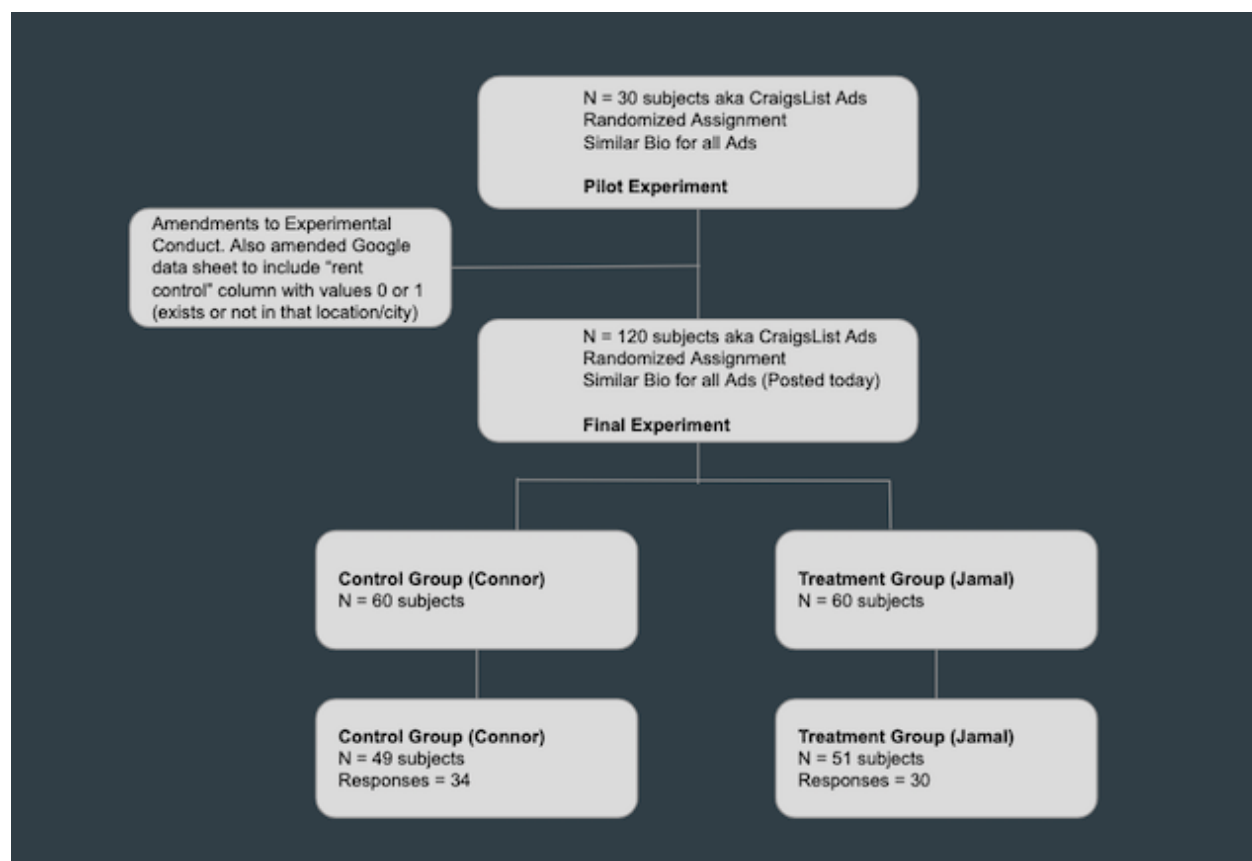 N = 30 subjects aka CraigsList Ads
Randomized Assignment
Similar Bio for all Ads
Pilot Experiment
Amendments to Experimental
Conduct. Also amended Google
data sheet to include “rent
control” column with values 0 or 1
(exists or not in that location/city)
N = 120 subjects aka CraigsList Ads
Randomized Assignment
Similar Bio for all Ads (Posted today)
Final Experiment
Control Group (Connor)
N = 60 subjects
Treatment Group (Jamal)
N = 60 subjects
Control Group (Connor)
N = 49 subjects
Responses = 34
Treatment Group (Jamal)
N = 51 subjects
Responses = 30